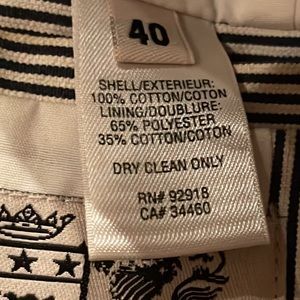 40
SHELL/EXTERIEUR:
100% COTTON/COTON
LINING/DOUBLURE:
65% POLYESTER
35% COTTON/COTON
DRY CLEAN ONLY
RN# 92918
CA# 34460